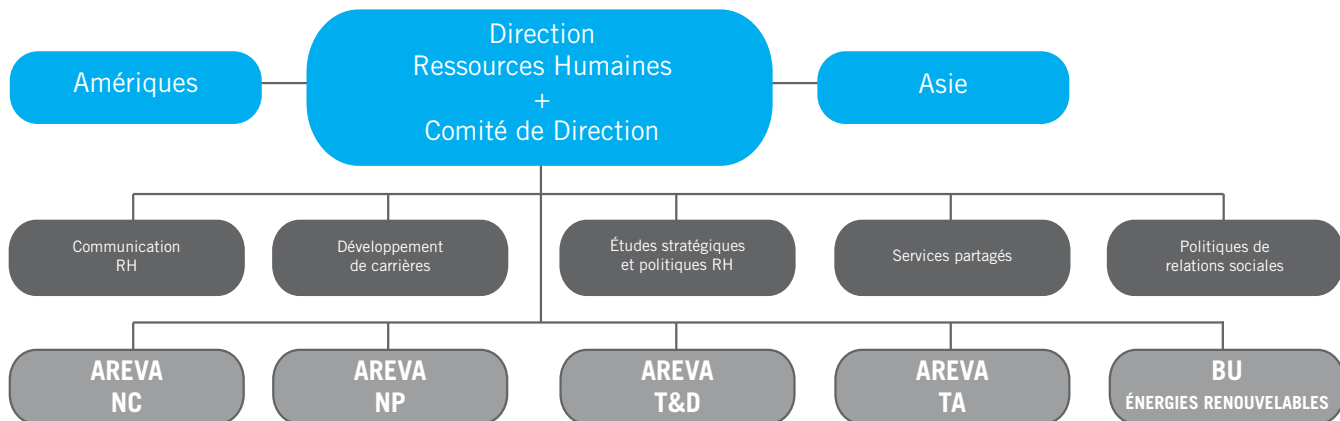 Direction
Ressources Humaines
+
Comité de Direction
Amériques
Asie
Communication
RH
Développement
de carrières
Études stratégiques
et politiques RH
Services partagés
Politiques de
relations sociales
AREVA
NC
AREVA
NP
AREVA
T&D
AREVA
TA
BU
ÉNERGIES RENOUVELABLES